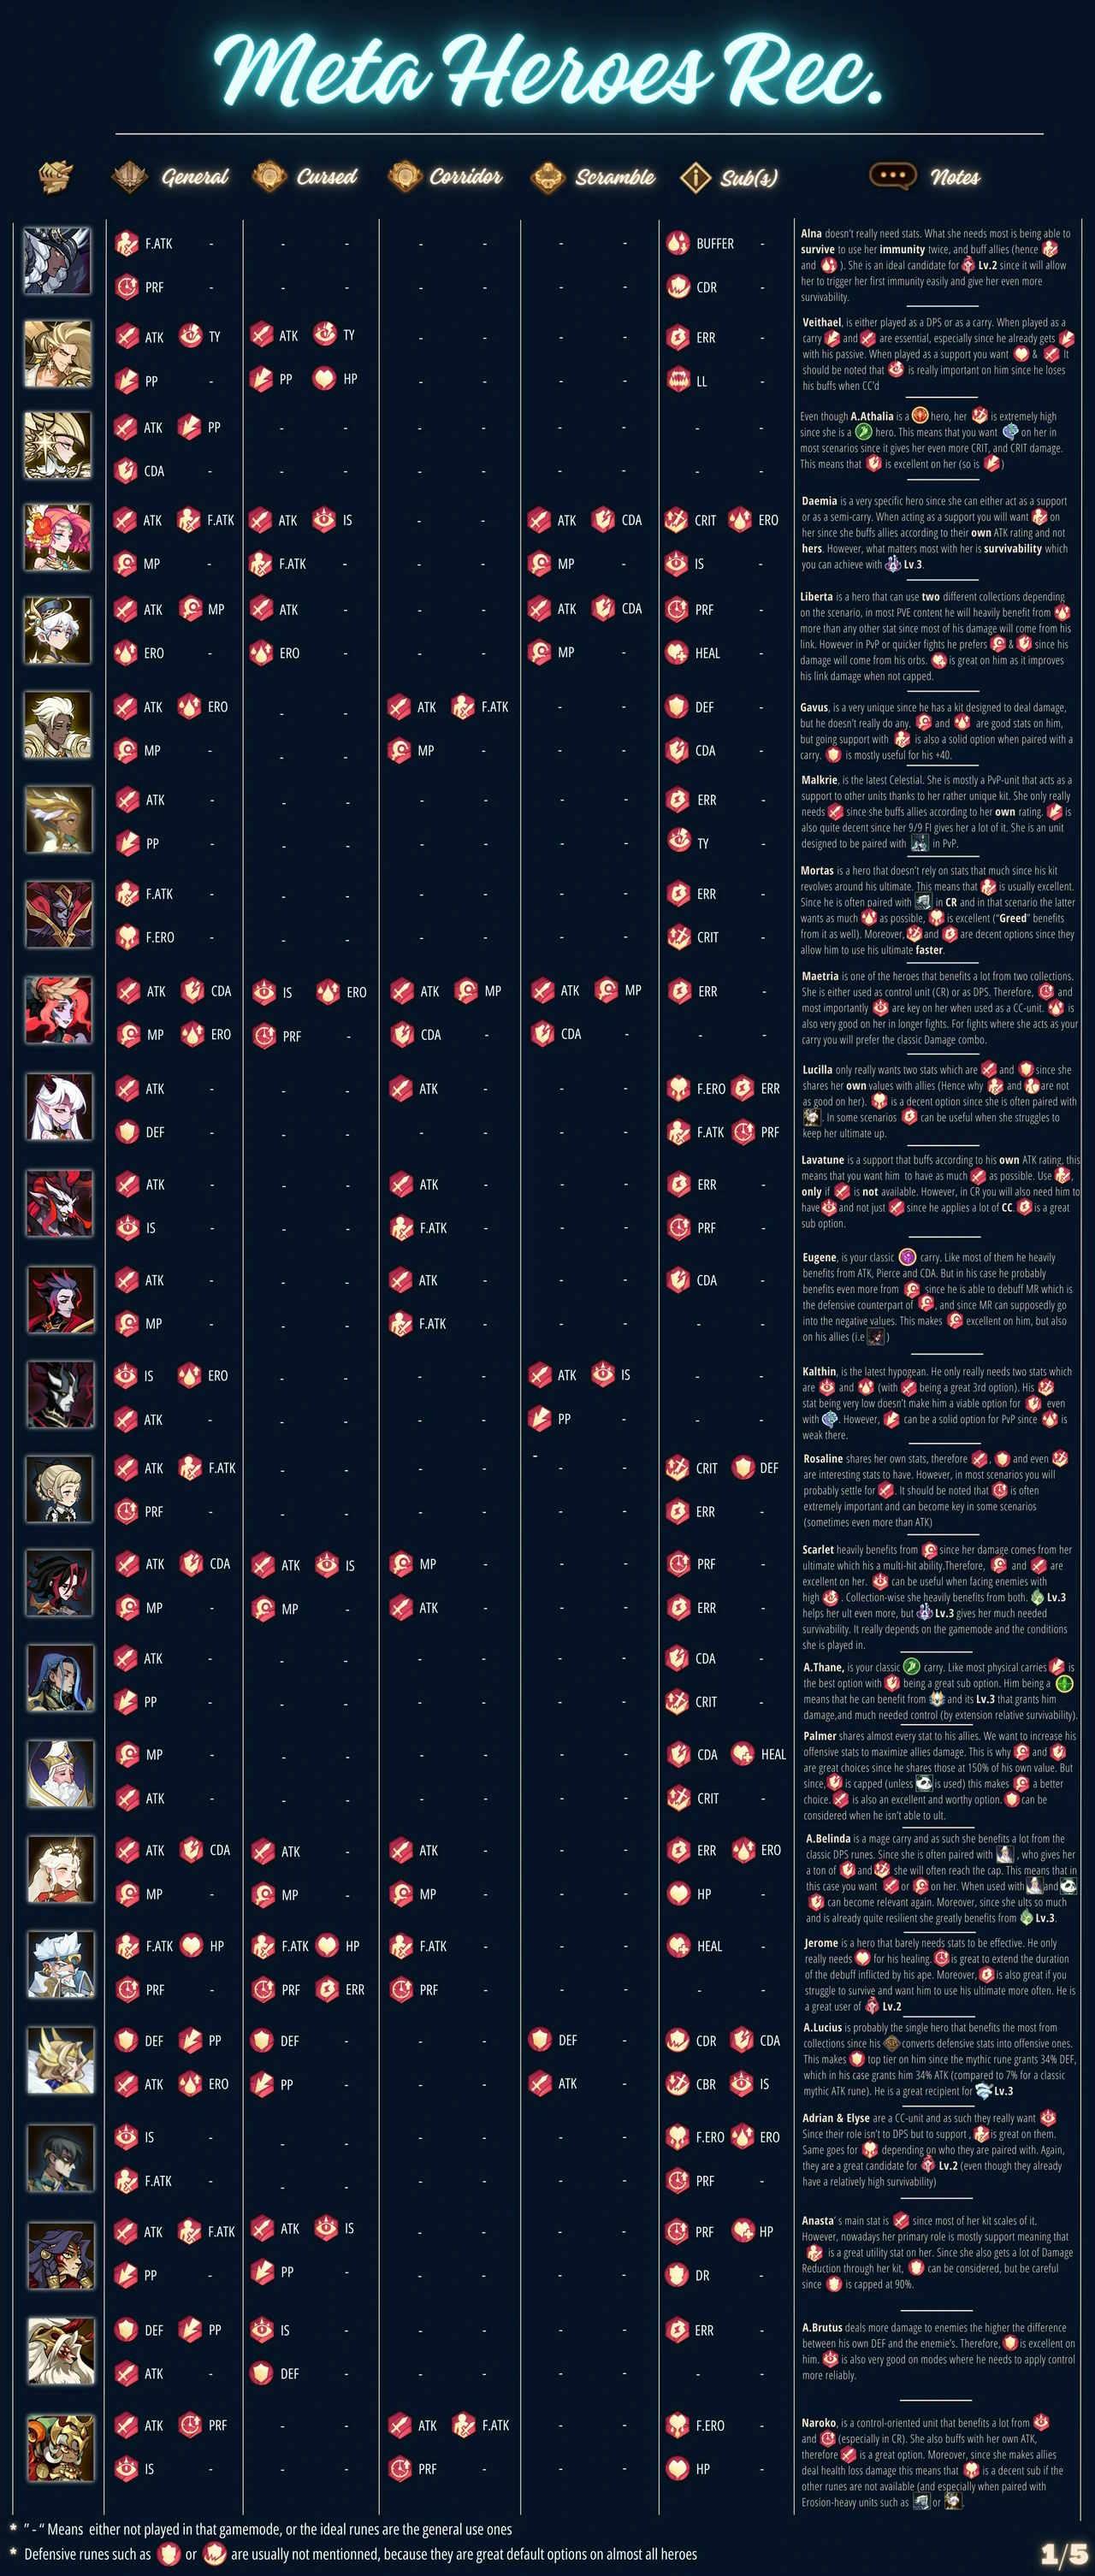 Meta Heroes Rec.
General Cursed Corridor Scramble Sub(s) Notes
F.ATK - - - - - - - BUFFER -
PRF - - - - - - - CDR -
Alna doesn't really need stats. What she needs most is being able to
survive to use her immunity twice, and buff allies (hence
and ). She is an ideal candidate for Lv.2 since it will allow
her to trigger her first immunity easily and give her even more
survivability.
ATK TY ATK TY - - - - ERR -
PP - PP HP - - - - LL -
Veithael, is either played as a DPS or as a carry. When played as a
carry and are essential, especially since he already gets
with his passive. When played as a support you want & It
should be noted that is really important on him since he loses
his buffs when CC'd
ATK PP - - - - - - - -
CDA - - - - - - - - -
Even though A.Athalia is a hero, her is extremely high
since she is a hero. This means that you want on her in
most scenarios since it gives her even more CRIT, and CRIT damage.
This means that is excellent on her (so is )
ATK F.ATK ATK IS - - ATK CDA CRIT ERO
MP - F.ATK - - - MP - IS -
Daemia is a very specific hero since she can either act as a support
or as a semi-carry. When acting as a support you will want on
her since she buffs allies according to their own ATK rating and not
hers. However, what matters most with her is survivability which
you can achieve with Lv.3.
ATK MP ATK - - - ATK CDA PRF -
ERO - ERO - - - MP - HEAL -
Liberta is a hero that can use two different collections depending
on the scenario, in most PVE content he will heavily benefit from
more than any other stat since most of his damage will come from his
link. However in PvP or quicker fights he prefers & since his
damage will come from his orbs. is great on him as it improves
his link damage when not capped.
ATK ERO - - ATK F.ATK - - DEF -
MP - - - MP - - - CDA -
Gavus, is a very unique since he has a kit designed to deal damage,
but he doesn't really do any. and are good stats on him,
but going support with is also a solid option when paired with a
carry. is mostly useful for his +40.
ATK - - - - - - - ERR -
PP - - - - - - - TY -
Malkrie, is the latest Celestial. She is mostly a PvP-unit that acts as a
support to other units thanks to her rather unique kit. She only really
needs since she buffs allies according to her own rating. is
also quite decent since her 9/9 FI gives her a lot of it. She is an unit
designed to be paired with in PvP.
F.ATK - - - - - - - ERR -
F.ERO - - - - - - - CRIT -
Mortas is a hero that doesn't rely on stats that much since his kit
revolves around his ultimate. This means that is usually excellent.
Since he is often paired with in CR and in that scenario the latter
wants as much as possible, is excellent ("Greed" benefits
from it as well). Moreover, and are decent options since they
allow him to use his ultimate faster.
ATK CDA IS ERO ATK MP ATK MP ERR -
MP ERO PRF - CDA - CDA - - -
Maetria is one of the heroes that benefits a lot from two collections.
She is either used as control unit (CR) or as DPS. Therefore, and
most importantly are key on her when used as a CC-unit. is
also very good on her in longer fights. For fights where she acts as your
carry you will prefer the classic Damage combo.
ATK - - - ATK - - - F.ERO ERR
DEF - - - - - - - F.ATK PRF
Lucilla only really wants two stats which are and since she
shares her own values with allies (Hence why and are not
as good on her). is a decent option since she is often paired with
. In some scenarios can be useful when she struggles to
keep her ultimate up.
ATK - - - ATK - - - ERR -
IS - - - F.ATK - - - PRF -
Lavatune is a support that buffs according to his own ATK rating, this
means that you want him to have as much as possible. Use ,
only if is not available. However, in CR you will also need him to
have and not just since he applies a lot of CC. is a great
sub option.
ATK - - - ATK - - - CDA -
MP - - - F.ATK - - - - -
Eugene, is your classic carry. Like most of them he heavily
benefits from ATK, Pierce and CDA. But in his case he probably
benefits even more from since he is able to debuff MR which is
the defensive counterpart of , and since MR can supposedly go
into the negative values. This makes excellent on him, but also
on his allies (i.e )
IS ERO - - - - ATK IS - -
ATK - - - - - PP - - -
Kalthin, is the latest hypogean. He only really needs two stats which
are and (with being a great 3rd option). His
stat being very low doesn't make him a viable option for even
with . However, can be a solid option for PvP since is
weak there.
ATK F.ATK - - - - - - CRIT DEF
PRF - - - - - - - ERR -
Rosaline shares her own stats, therefore , and even
are interesting stats to have. However, in most scenarios you will
probably settle for . It should be noted that is often
extremely important and can become key in some scenarios
(sometimes even more than ATK)
ATK CDA ATK IS MP - - - PRF -
MP - MP - ATK - - - ERR -
Scarlet heavily benefits from since her damage comes from her
ultimate which his a multi-hit ability.Therefore, and are
excellent on her. can be useful when facing enemies with
high . Collection-wise she heavily benefits from both. Lv.3
helps her ult even more, but Lv.3 gives her much needed
survivability. It really depends on the gamemode and the conditions
she is played in.
ATK - - - - - - - CDA -
PP - - - - - - - CRIT -
A.Thane, is your classic carry. Like most physical carries is
the best option with being a great sub option. Him being a
means that he can benefit from and its Lv.3 that grants him
damage,and much needed control (by extension relative survivability).
MP - - - - - - - CDA HEAL
ATK - - - - - - - CRIT -
Palmer shares almost every stat to his allies. We want to increase his
offensive stats to maximize allies damage. This is why and
are great choices since he shares those at 150% of his own value. But
since, is capped (unless is used) this makes a better
choice. is also an excellent and worthy option. can be
considered when he isn't able to ult.
ATK CDA ATK - ATK - - - ERR ERO
MP - MP - MP - - - HP -
A.Belinda is a mage carry and as such she benefits a lot from the
classic DPS runes. Since she is often paired with , who gives her
a ton of and she will often reach the cap. This means that in
this case you want or on her. When used with and
can become relevant again. Moreover, since she ults so much
and is already quite resilient she greatly benefits from Lv.3.
F.ATK HP F.ATK HP F.ATK - - - HEAL -
PRF - PRF ERR PRF - - - - -
Jerome is a hero that barely needs stats to be effective. He only
really needs for his healing. is great to extend the duration
of the debuff inflicted by his ape. Moreover, is also great if you
struggle to survive and want him to use his ultimate more often. He is
a great user of Lv.2
DEF PP DEF - - - DEF - CDR CDA
ATK ERO PP - - - ATK - CBR IS
A.Lucius is probably the single hero that benefits the most from
collections since his converts defensive stats into offensive ones.
This makes top tier on him since the mythic rune grants 34% DEF,
which in his case grants him 34% ATK (compared to 7% for a classic
mythic ATK rune). He is a great recipient for Lv.3
IS - - - - - - - F.ERO ERO
F.ATK - - - - - - - PRF -
Adrian & Elyse are a CC-unit and as such they really want
Since their role isn't to DPS but to support , is great on them.
Same goes for depending on who they are paired with. Again,
they are a great candidate for Lv.2 (even though they already
have a relatively high survivability)
ATK F.ATK ATK IS - - - - PRF HP
PP - PP - - - - - DR -
Anasta' s main stat is since most of her kit scales of it.
However, nowadays her primary role is mostly support meaning that
is a great utility stat on her. Since she also gets a lot of Damage
Reduction through her kit, can be considered, but be careful
since is capped at 90%.
DEF PP IS - - - - - ERR -
ATK - DEF - - - - - - -
A.Brutus deals more damage to enemies the higher the difference
between his own DEF and the enemie's. Therefore, is excellent on
him. is also very good on modes where he needs to apply control
more reliably.
ATK PRF - - ATK F.ATK - - F.ERO -
IS - - - PRF - - - HP -
Naroko, is a control-oriented unit that benefits a lot from
and (especially in CR). She also buffs with her own ATK,
therefore is a great option. Moreover, since she makes allies
deal health loss damage this means that is a decent sub if the
other runes are not available (and especially when paired with
Erosion-heavy units such as or .
* " - " Means either not played in that gamemode, or the ideal runes are the general use ones
* Defensive runes such as or are usually not mentionned, because they are great default options on almost all heroes
1/5